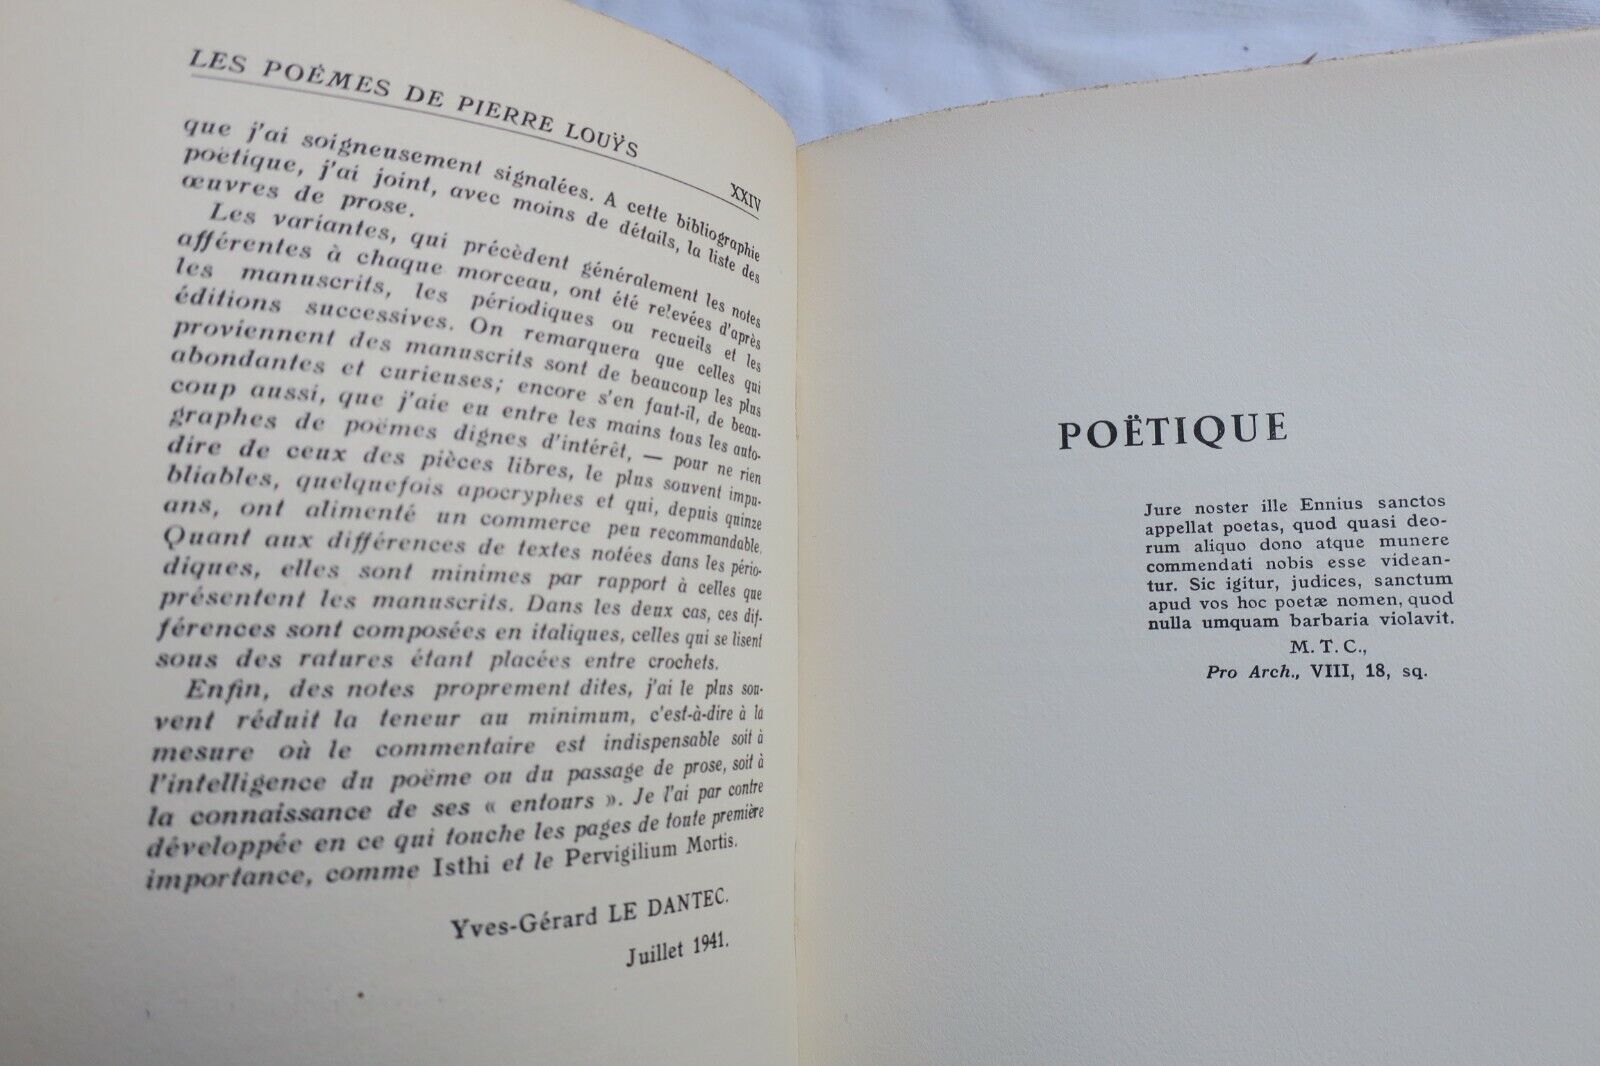 LES POËMES DE PIERRE LOUŸS
XXIV
que j'ai soigneusement signalées. A cette bibliographie
poëtique, j'ai joint, avec moins de détails, la liste des
œuvres de prose.
Les variantes, qui précèdent généralement les notes
afférentes à chaque morceau, ont été relevées d'après
les manuscrits, les périodiques ou recueils et les
éditions successives. On remarquera que celles qui
proviennent des manuscrits sont de beaucoup les plus
abondantes et curieuses; encore s'en faut-il, de beau-
coup aussi, que j'aie eu entre les mains tous les auto-
graphes de poëmes dignes d'intérêt, — pour ne rien
dire de ceux des pièces libres, le plus souvent impu-
bliables, quelquefois apocryphes et qui, depuis quinze
ans, ont alimenté un commerce peu recommandable.
Quant aux différences de textes notées dans les pério-
diques, elles sont minimes par rapport à celles que
présentent les manuscrits. Dans les deux cas, ces dif-
férences sont composées en italiques, celles qui se lisent
sous des ratures étant placées entre crochets.
Enfin, des notes proprement dites, j'ai le plus sou-
vent réduit la teneur au minimum, c'est-à-dire à la
mesure où le commentaire est indispensable soit à
l'intelligence du poëme ou du passage de prose, soit à
la connaissance de ses « entours ». Je l'ai par contre
développée en ce qui touche les pages de toute première
importance, comme Isthi et le Pervigilium Mortis.
Yves-Gérard LE DANTEC.
Juillet 1941.
POËTIQUE
Jure noster ille Ennius sanctos
appellat poetas, quod quasi deo-
rum aliquo dono atque munere
commendati nobis esse videan-
tur. Sic igitur, judices, sanctum
apud vos hoc poetæ nomen, quod
nulla umquam barbaria violavit.
M. T. C.,
Pro Arch., VIII, 18, sq.